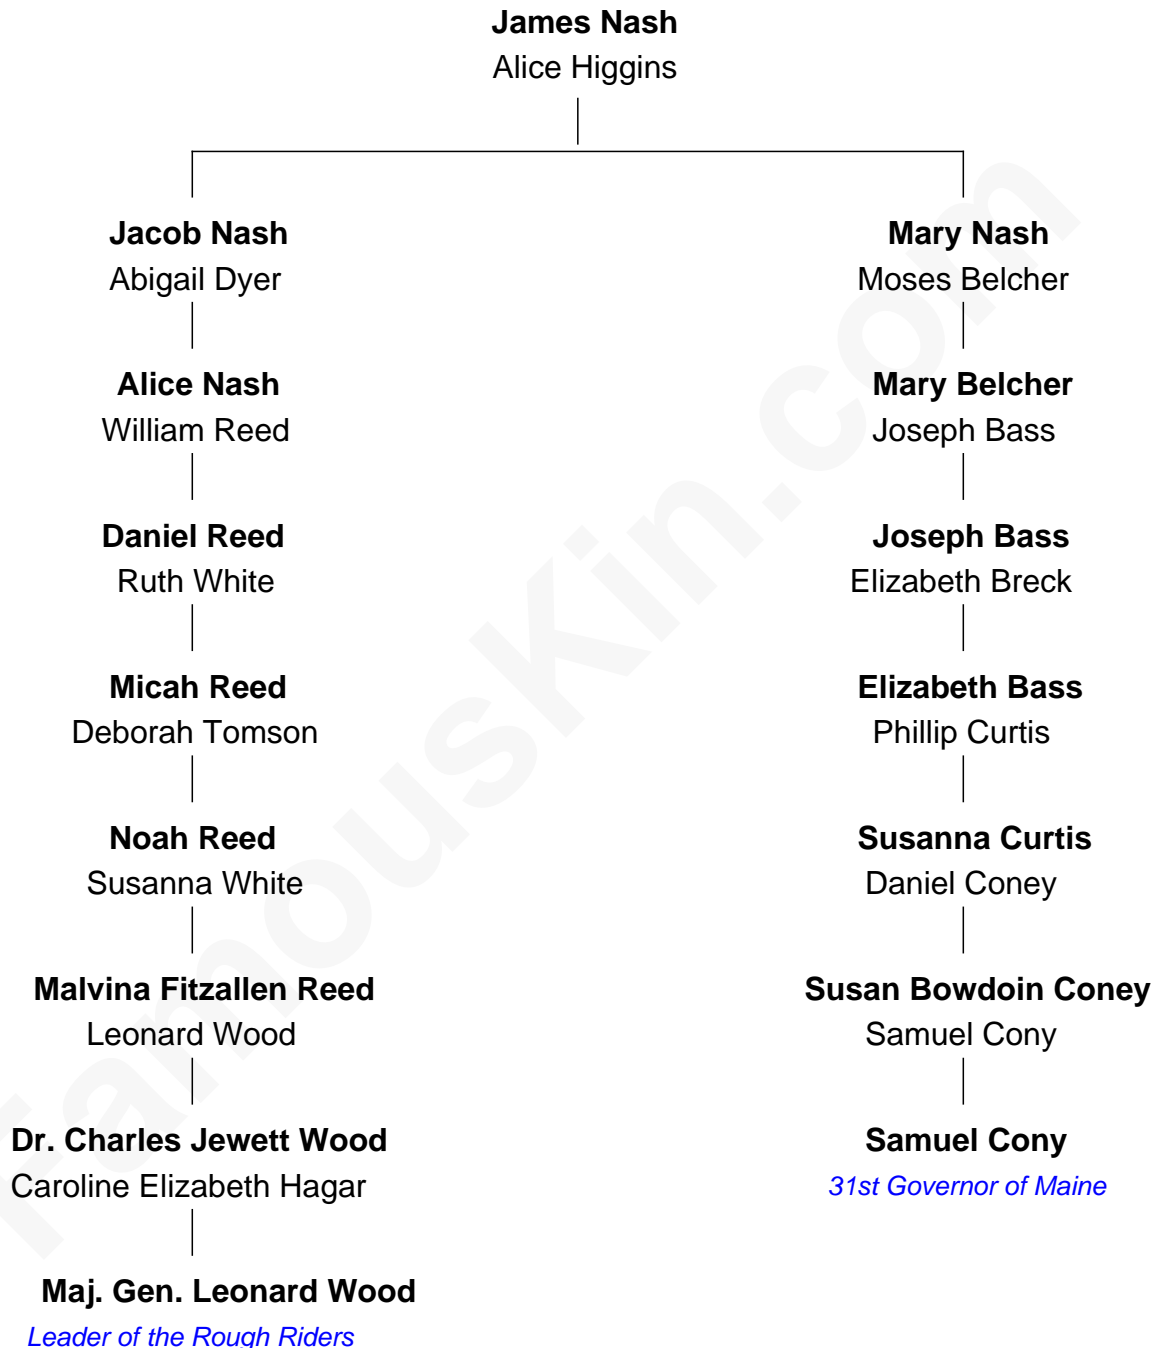 James Nash
Alice Higgins
Jacob Nash
Abigail Dyer
Mary Nash
Moses Belcher
Alice Nash
William Reed
Mary Belcher
Joseph Bass
Daniel Reed
Ruth White
Joseph Bass
Elizabeth Breck
Micah Reed
Deborah Tomson
Elizabeth Bass
Phillip Curtis
Noah Reed
Susanna White
Susanna Curtis
Daniel Coney
Malvina Fitzallen Reed
Leonard Wood
Susan Bowdoin Coney
Samuel Cony
Dr. Charles Jewett Wood
Caroline Elizabeth Hagar
Samuel Cony
31st Governor of Maine
Maj. Gen. Leonard Wood
Leader of the Rough Riders
FamousKin.com